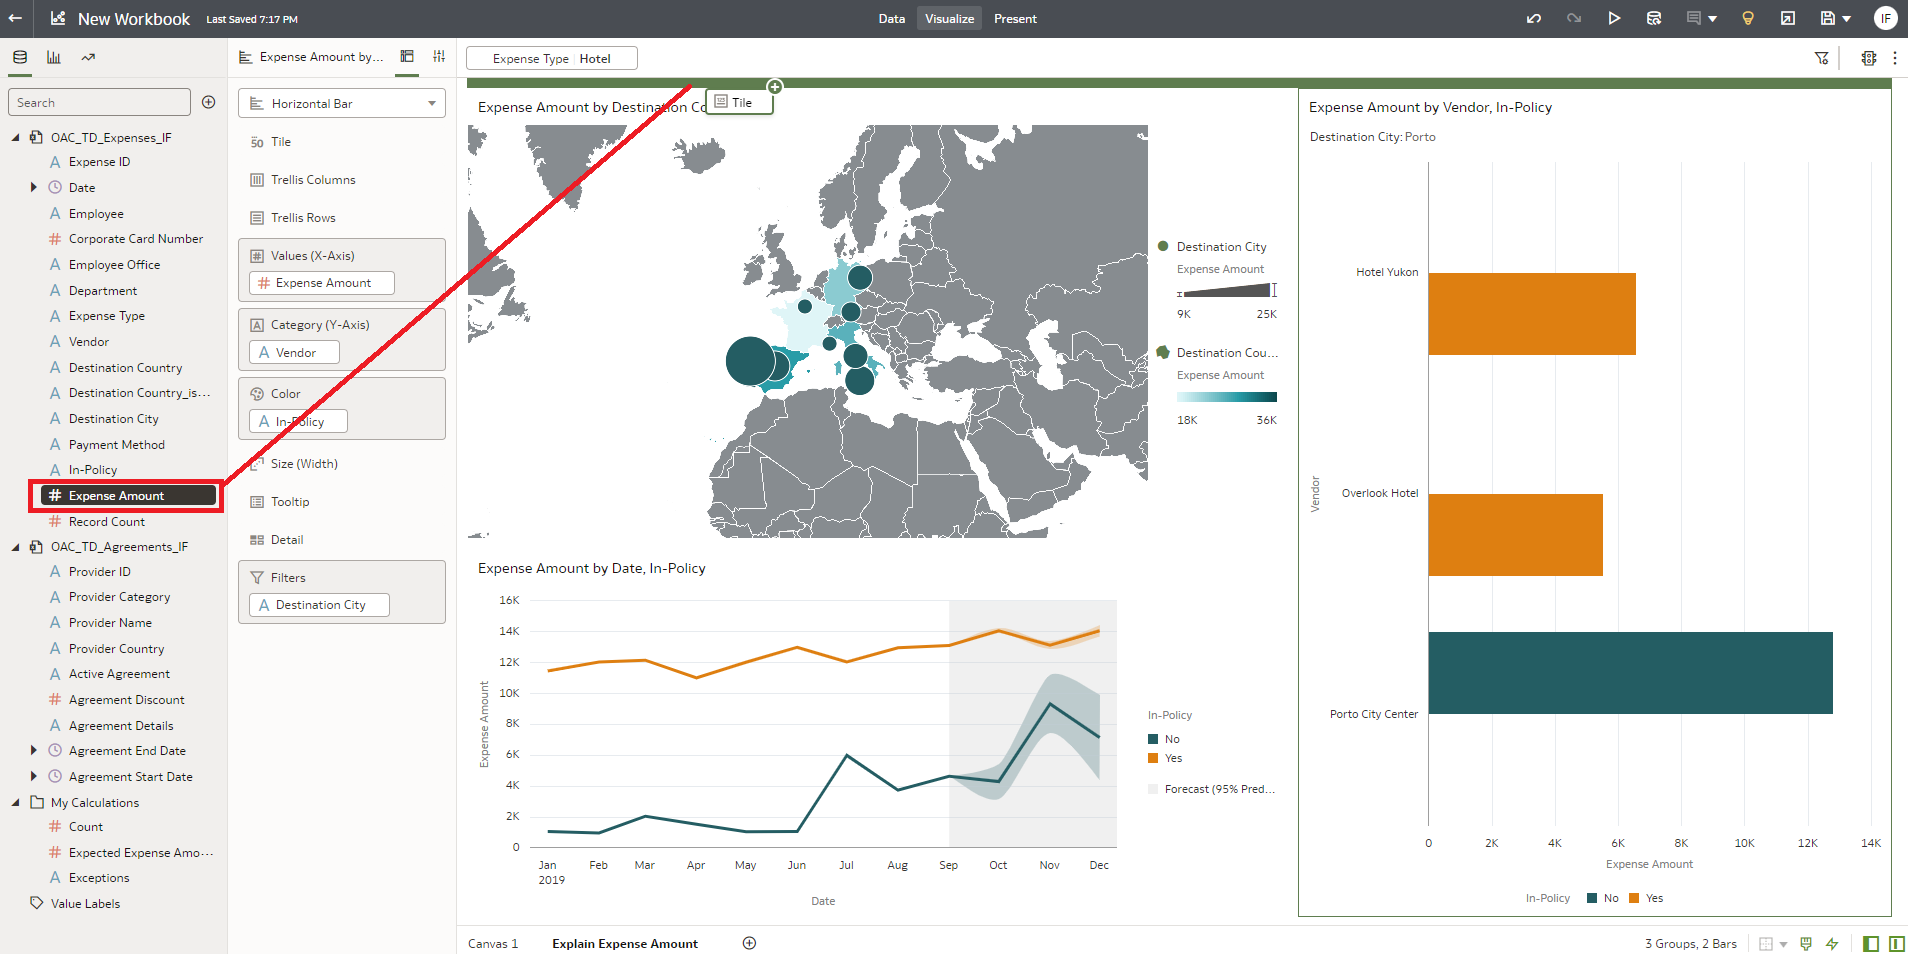 New Workbook
Last Saved 7:17 PM
Data
Visualize
Present
IF
Search
OAC_TD_Expenses_IF
A Expense ID
Date
A Employee
# Corporate Card Number
A Employee Office
A Department
A Expense Type
A Vendor
A Destination Country
A Destination Country_is...
A Destination City
A Payment Method
A In-Policy
# Expense Amount
# Record Count
OAC_TD_Agreements_IF
A Provider ID
A Provider Category
A Provider Name
A Provider Country
A Active Agreement
# Agreement Discount
A Agreement Details
Agreement End Date
Agreement Start Date
My Calculations
# Count
# Expected Expense Amo...
A Exceptions
Value Labels
Expense Amount by...
Horizontal Bar
50 Tile
Trellis Columns
Trellis Rows
# Values (X-Axis)
# Expense Amount
A Category (Y-Axis)
A Vendor
Color
A In-Policy
Size (Width)
Tooltip
Detail
Filters
A Destination City
Expense Type Hotel
Expense Amount by Destination Co
Tile
Destination City
Expense Amount
9K 25K
Destination Cou...
Expense Amount
18K 36K
Expense Amount by Date, In-Policy
16K
14K
12K
10K
8K
6K
4K
2K
0
Expense Amount
Jan Feb Mar Apr May Jun Jul Aug Sep Oct Nov Dec
2019
Date
In-Policy
No
Yes
Forecast (95% Pred...
Expense Amount by Vendor, In-Policy
Destination City: Porto
Hotel Yukon
Overlook Hotel
Porto City Center
Vendor
0 2K 4K 6K 8K 10K 12K 14K
Expense Amount
In-Policy No Yes
Canvas 1
Explain Expense Amount
3 Groups, 2 Bars